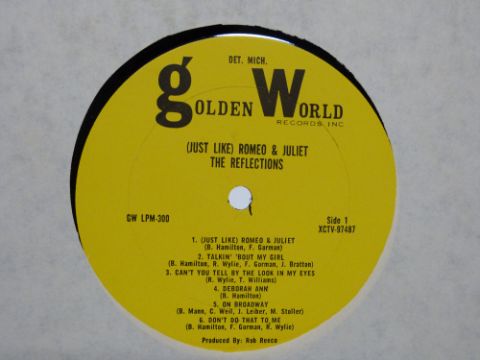 DET. MICH.
gOLDEN WORLD
RECORDS, INC
(JUST LIKE) ROMEO & JULIET
THE REFLECTIONS
GW LPM-300
Side 1
XCTV-97487
1. (JUST LIKE) ROMEO & JULIET
(B. Hamilton, F. Gorman)
2. TALKIN' 'BOUT MY GIRL
(B. Hamilton, R. Wylie, F. Gorman, J. Bratton)
3. CAN'T YOU TELL BY THE LOOK IN MY EYES
(R. Wylie, T. Williams)
4. DEBORAH ANN
(B. Hamilton)
5. ON BROADWAY
(B. Mann, C. Weil, J. Leiber, M. Stoller)
6. DON'T DO THAT TO ME
(B. Hamilton, F. Gorman, R. Wylie)
Produced By: Rob Reeco